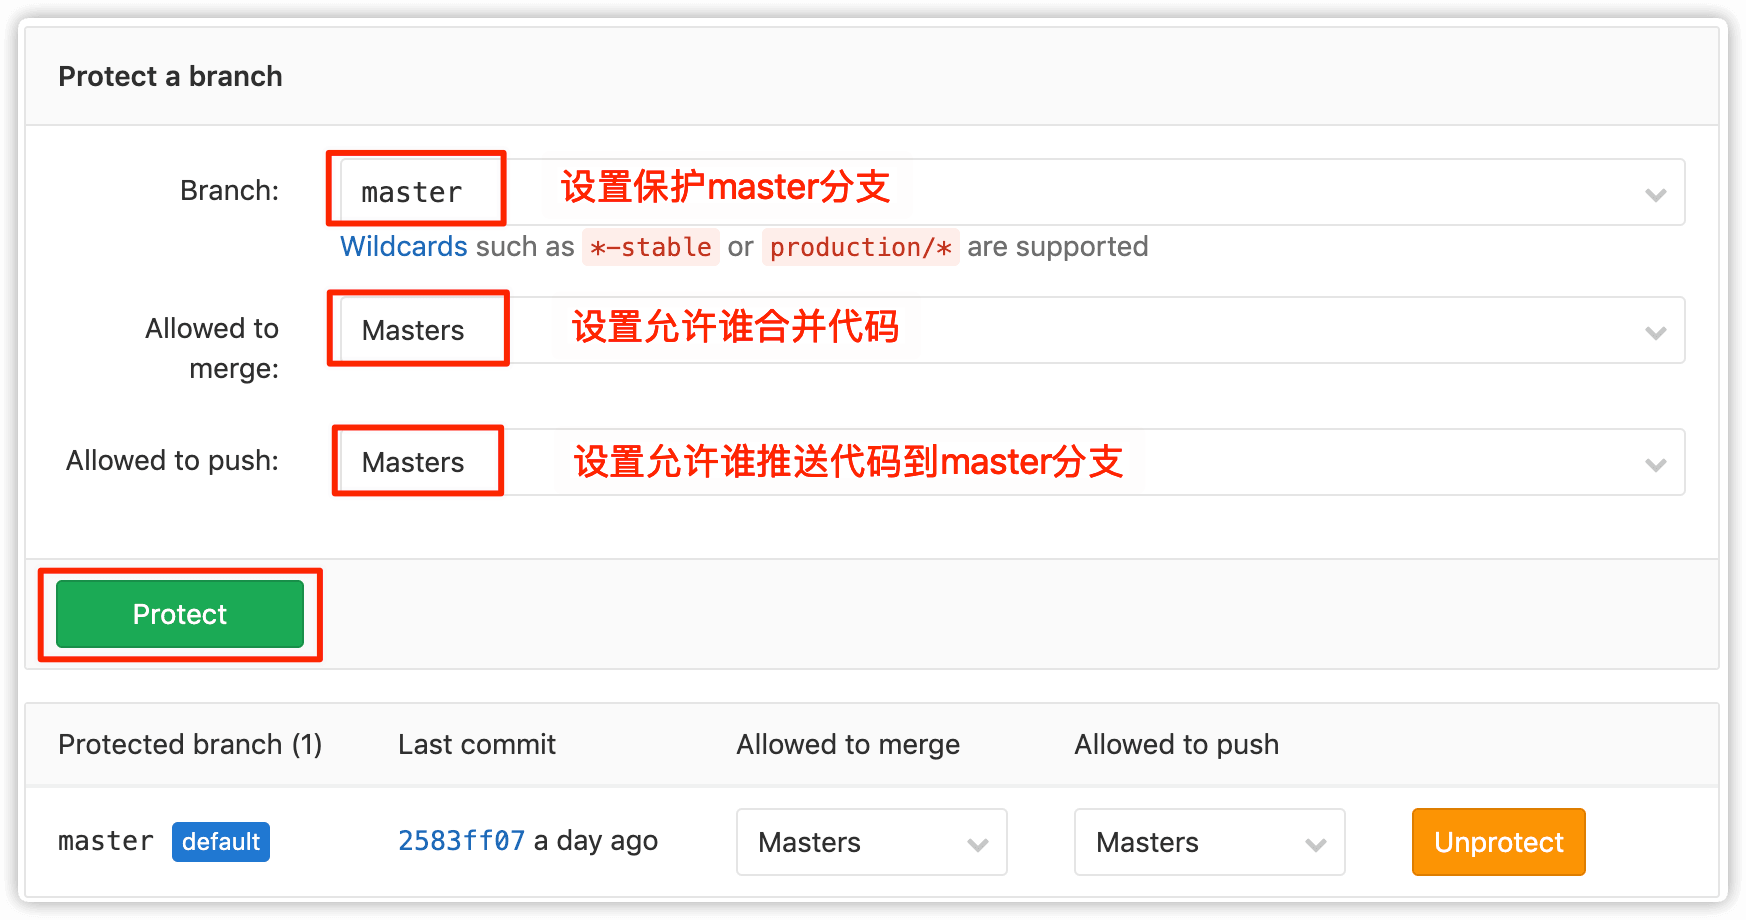 Protect a branch
Branch: master 设置保护master分支
Wildcards such as *-stable or production/* are supported
Allowed to merge: Masters 设置允许谁合并代码
Allowed to push: Masters 设置允许谁推送代码到master分支
Protect
Protected branch (1) Last commit Allowed to merge Allowed to push
master default 2583ff07 a day ago Masters Masters Unprotect